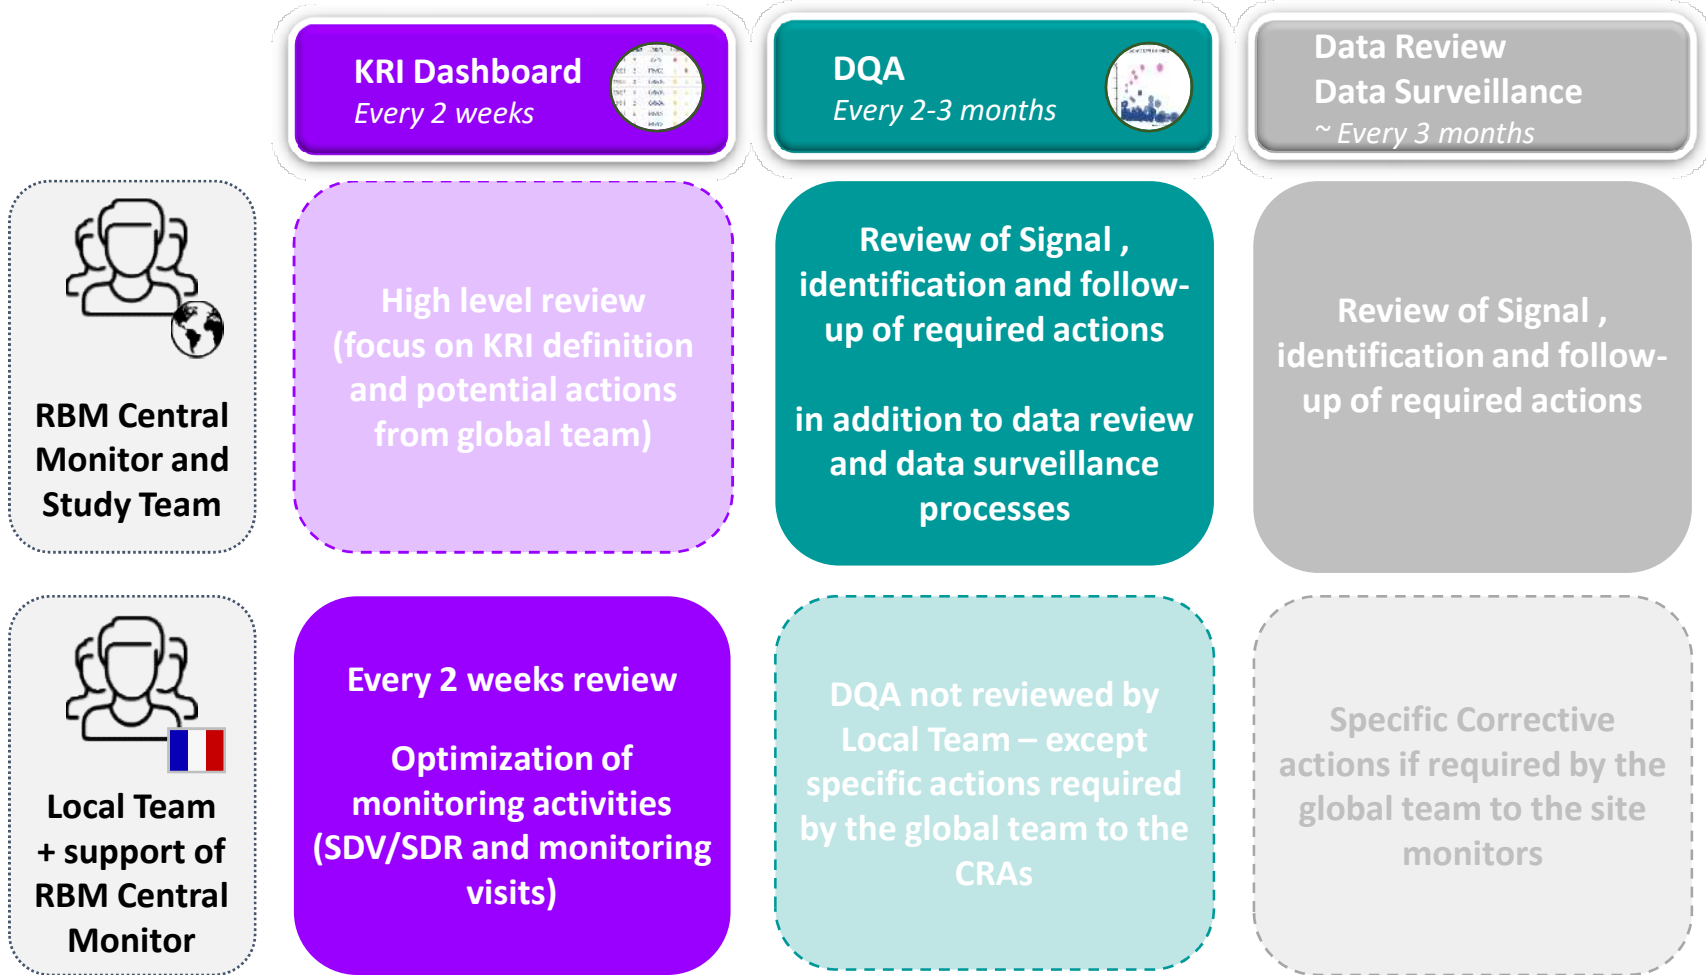 KRI Dashboard
Every 2 weeks
DQA
Every 2-3 months
Data Review
Data Surveillance
~ Every 3 months
RBM Central
Monitor and
Study Team
High level review
(focus on KRI definition
and potential actions
from global team)
Review of Signal ,
identification and follow-
up of required actions
in addition to data review
and data surveillance
processes
Review of Signal ,
identification and follow-
up of required actions
Local Team
+ support of
RBM Central
Monitor
Every 2 weeks review
Optimization of
monitoring activities
(SDV/SDR and monitoring
visits)
DQA not reviewed by
Local Team – except
specific actions required
by the global team to the
CRAs
Specific Corrective
actions if required by the
global team to the site
monitors